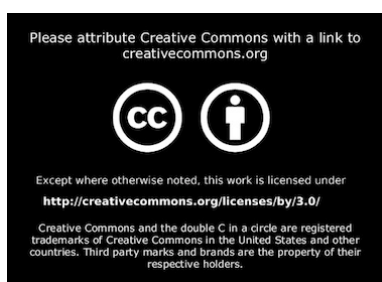 Please attribute Creative Commons with a link to
creativecommons.org
cc
Except where otherwise noted, this work is licensed under
http://creativecommons.org/licenses/by/3.0/
Creative Commons and the double C in a circle are registered
trademarks of Creative Commons in the United States and other
countries. Third party marks and brands are the property of their
respective holders.